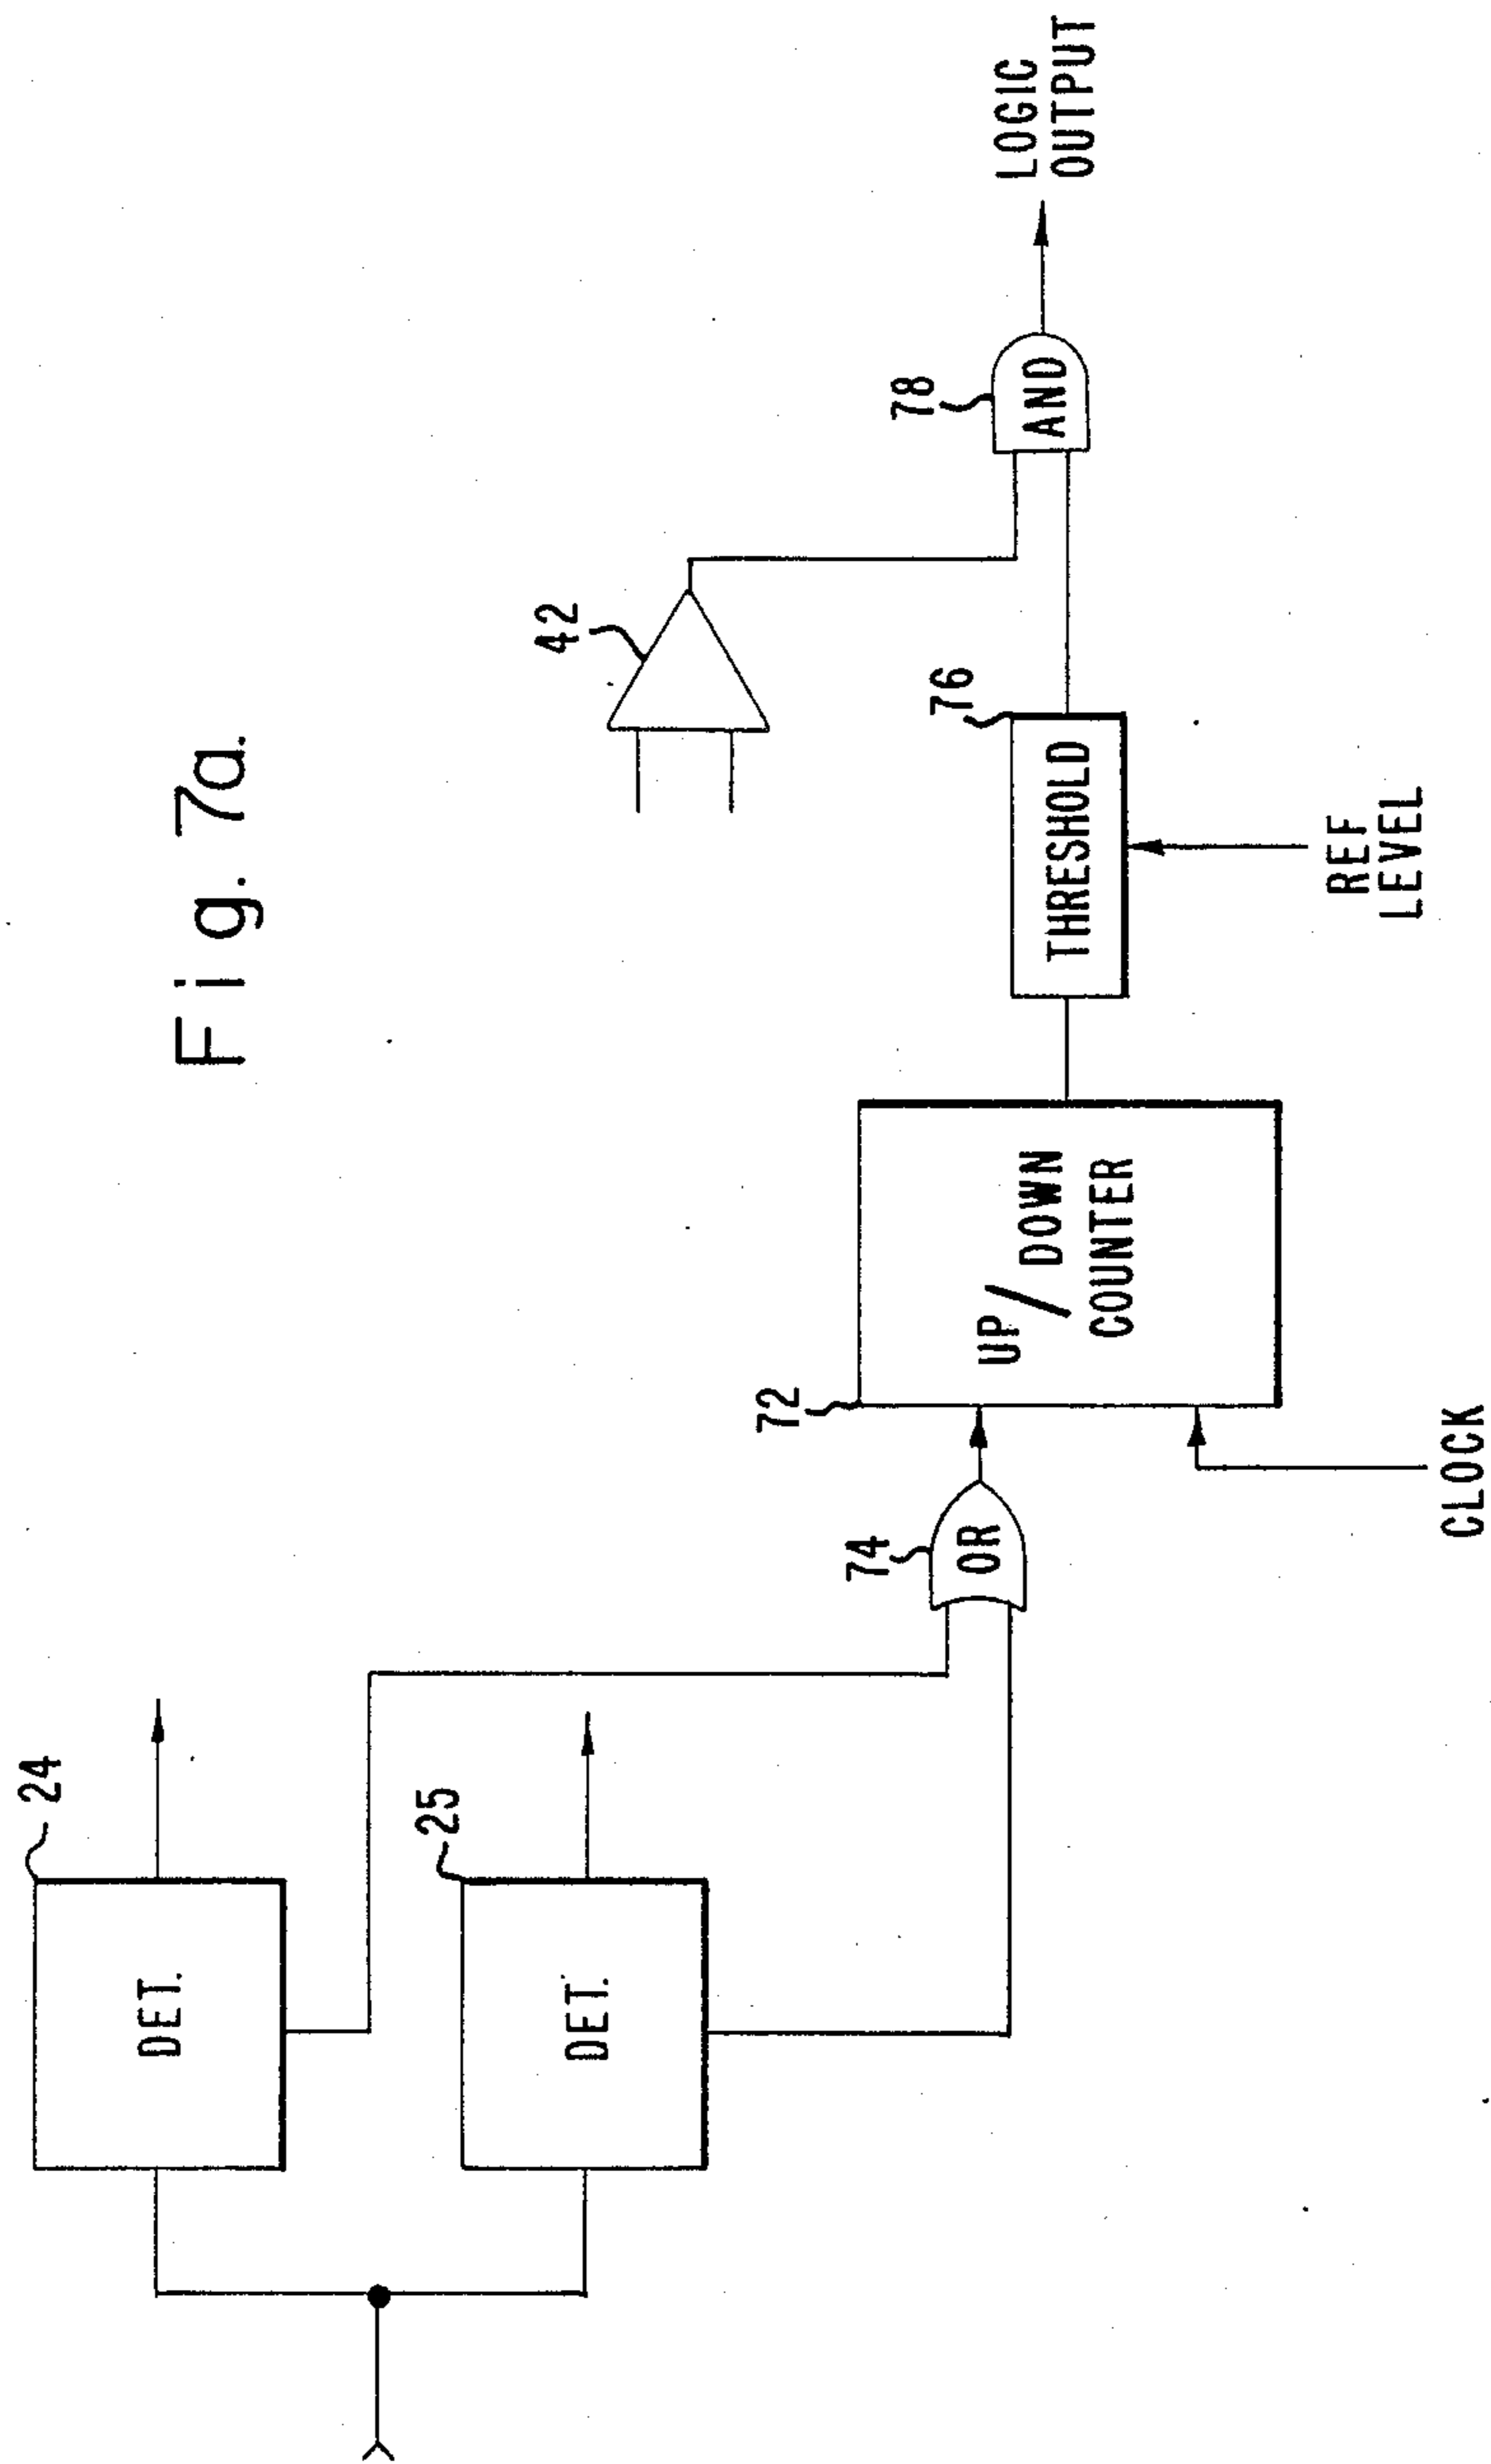 Fig. 7a.
24
DET.
25
DET.
74
OR
72
UP/DOWN
COUNTER
CLOCK
76
THRESHOLD
REF
LEVEL
42
78
AND
LOGIC
OUTPUT